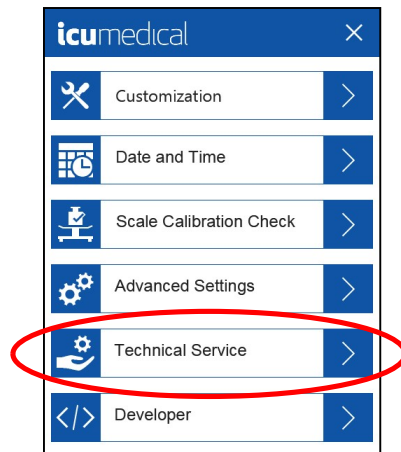 icumedical
Customization
Date and Time
Scale Calibration Check
Advanced Settings
Technical Service
</> Developer